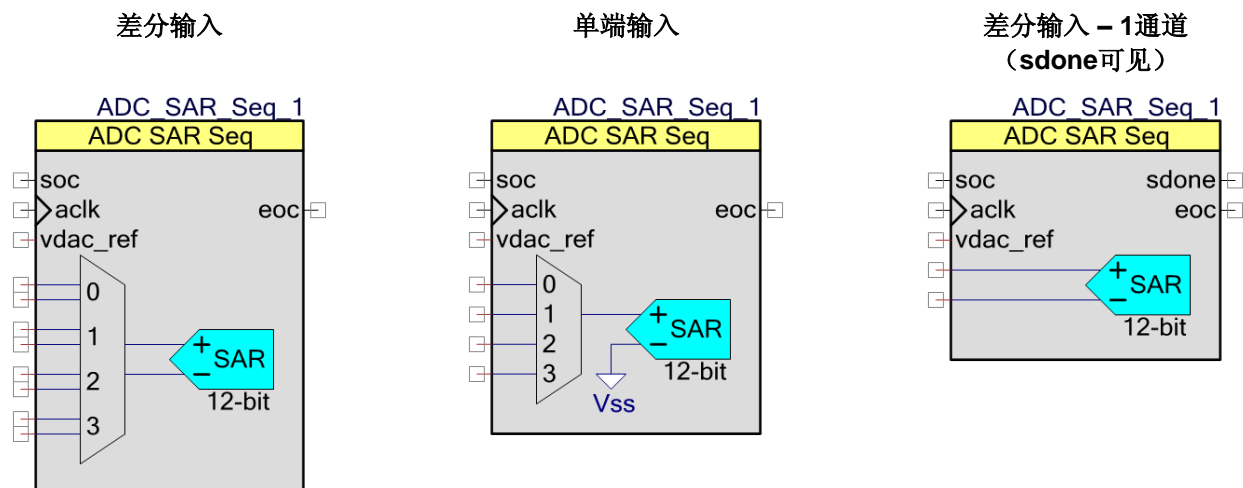 差分输入
ADC_SAR_Seq_1
ADC SAR Seq
soc
aclk
eoc
vdac_ref
0
1
2
3
+
SAR
−
12-bit
单端输入
ADC_SAR_Seq_1
ADC SAR Seq
soc
aclk
eoc
vdac_ref
0
1
2
3
+
SAR
−
12-bit
Vss
差分输入 – 1通道
（sdone可见）
ADC_SAR_Seq_1
ADC SAR Seq
soc
sdone
aclk
eoc
vdac_ref
+
SAR
−
12-bit